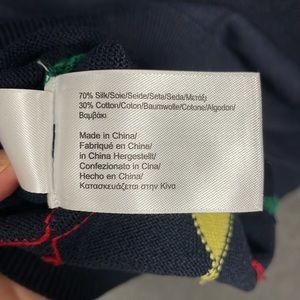 70% Silk/Soie/Seide/Seta/Seda/Μετάξι
30% Cotton/Coton/Baumwolle/Cotone/Algodon/
Βαμβάκι
Made in China/
Fabriqué en China/
in China Hergestellt/
Confezionato in Cina/
Hecho en China/
Κατασκευάζεται στην Κίνα